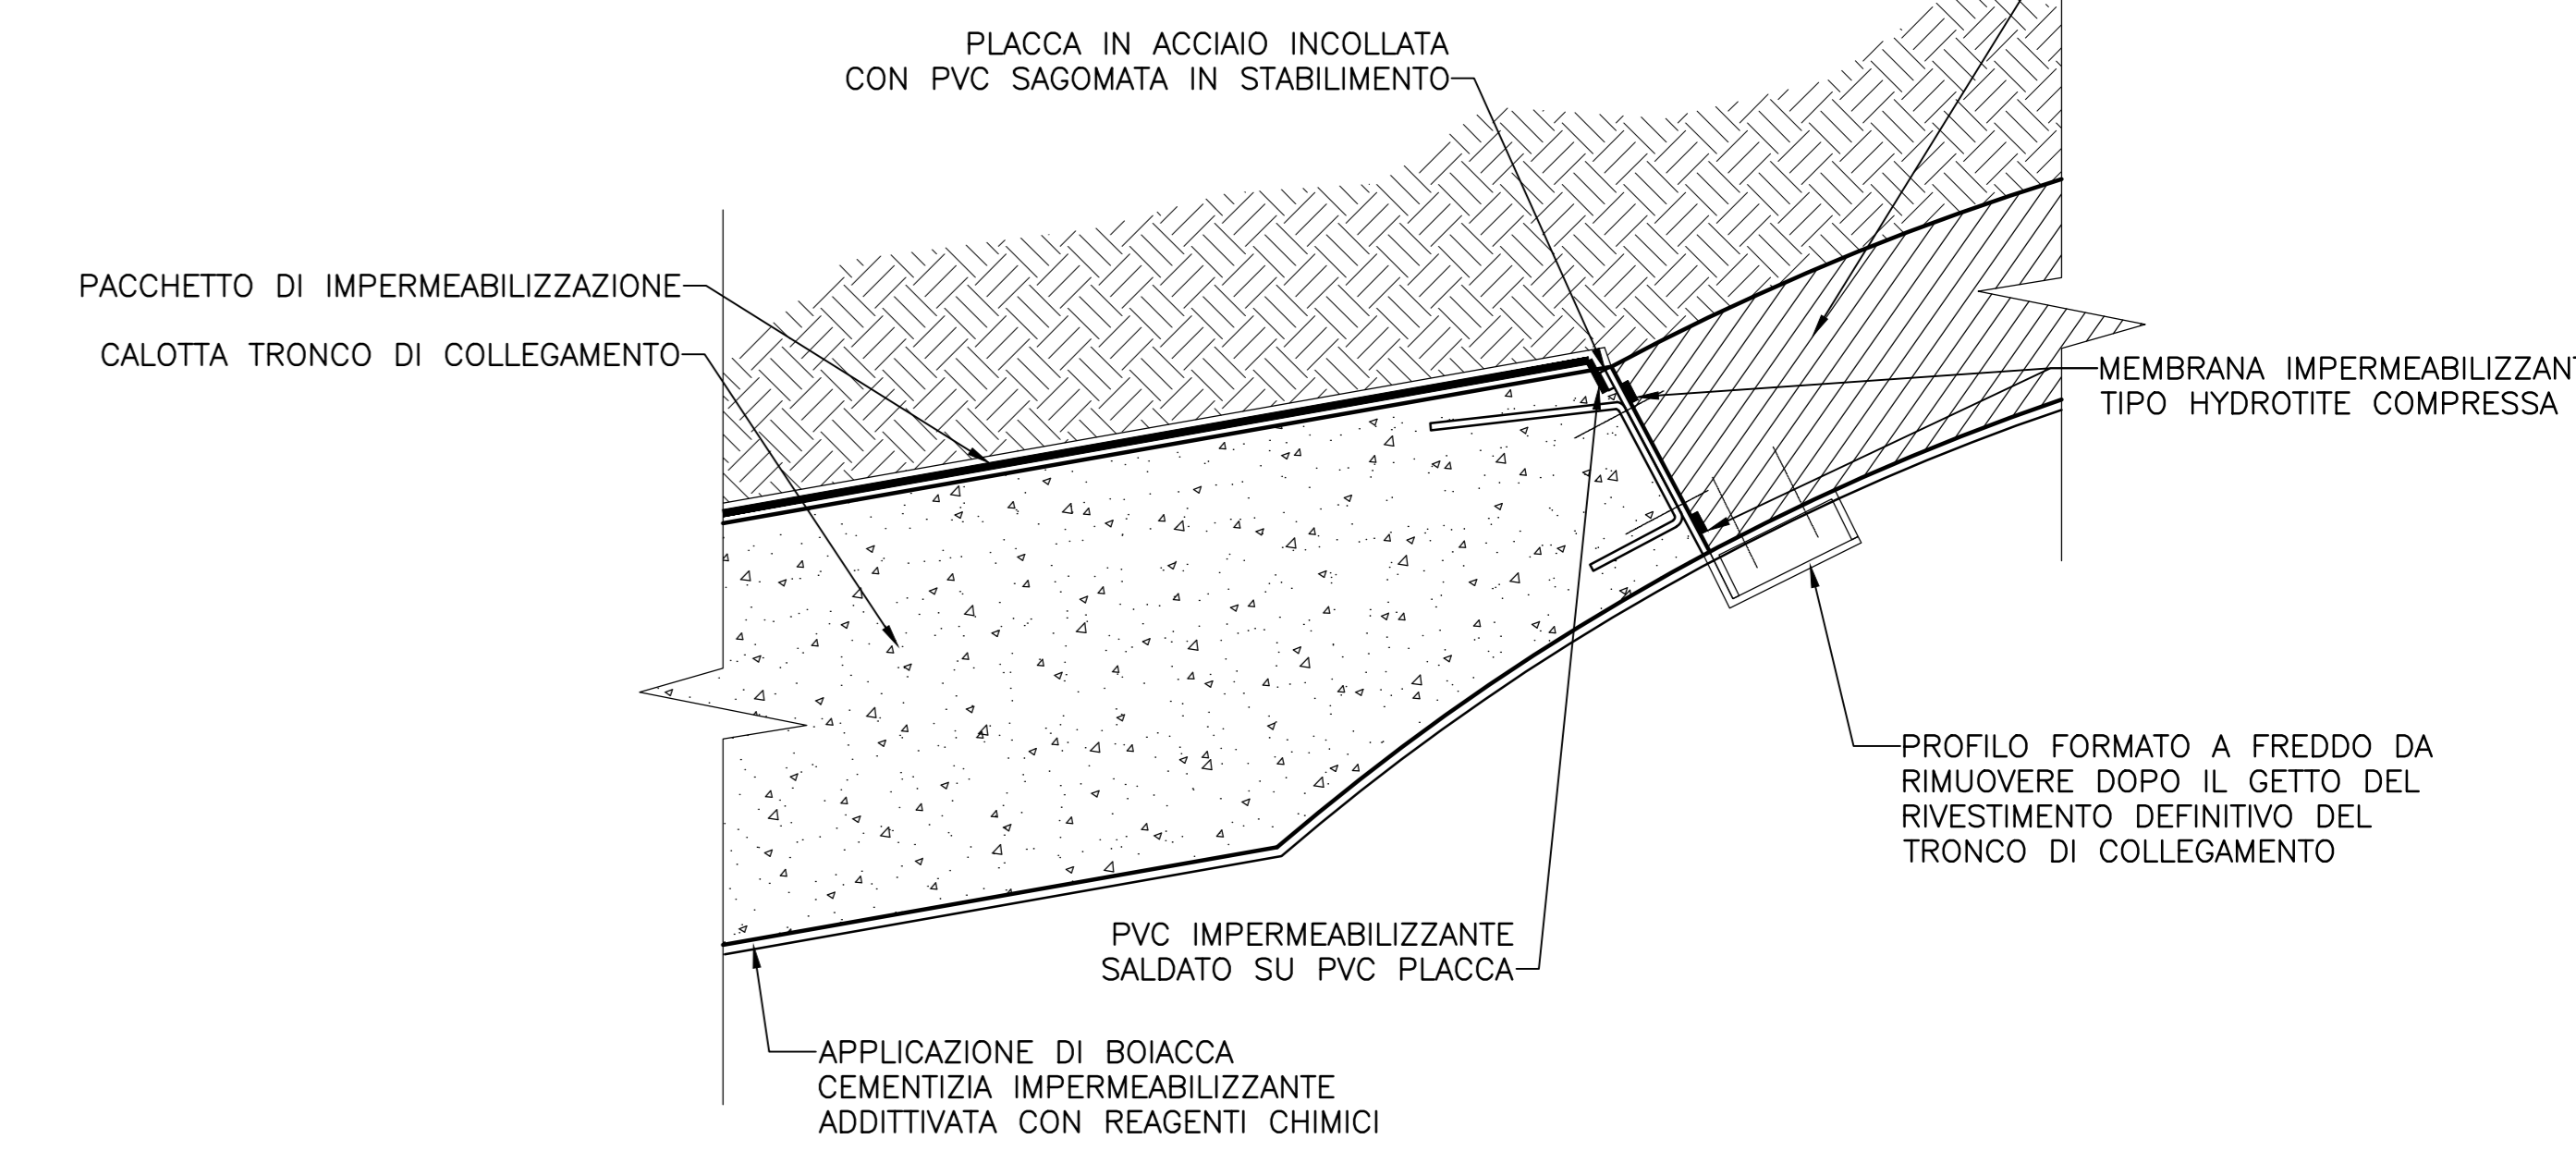 PLACCA IN ACCIAIO INCOLLATA
CON PVC SAGOMATA IN STABILIMENTO
PACCHETTO DI IMPERMEABILIZZAZIONE
CALOTTA TRONCO DI COLLEGAMENTO
MEMBRANA IMPERMEABILIZZANT
TIPO HYDROTITE COMPRESSA
PROFILO FORMATO A FREDDO DA
RIMUOVERE DOPO IL GETTO DEL
RIVESTIMENTO DEFINITIVO DEL
TRONCO DI COLLEGAMENTO
PVC IMPERMEABILIZZANTE
SALDATO SU PVC PLACCA
APPLICAZIONE DI BOIACCA
CEMENTIZIA IMPERMEABILIZZANTE
ADDITTIVATA CON REAGENTI CHIMICI